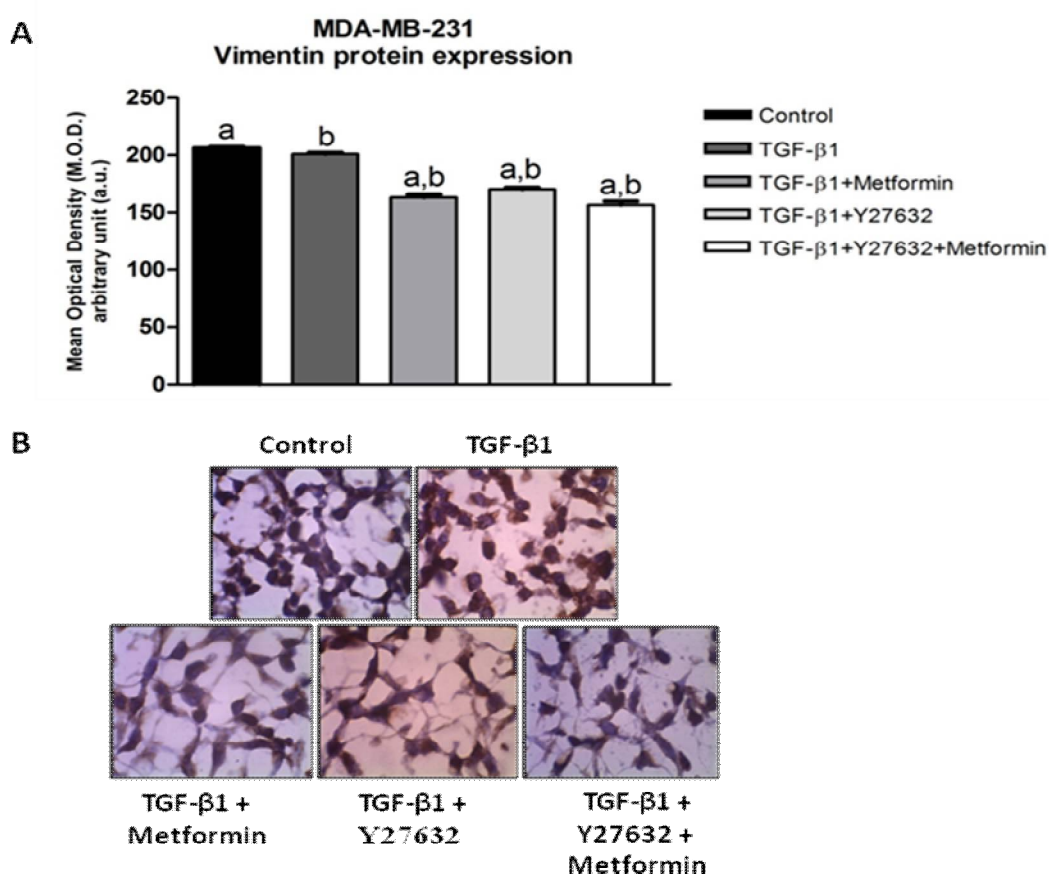 A
MDA-MB-231
Vimentin protein expression
Mean Optical Density (M.O.D.)
arbitrary unit (a.u.)
250
200
150
100
50
0
a
b
a,b
a,b
a,b
Control
TGF-β1
TGF-β1+Metformin
TGF-β1+Y27632
TGF-β1+Y27632+Metformin
B
Control
TGF-β1
TGF-β1 +
Metformin
TGF-β1 +
Y27632
TGF-β1 +
Y27632 +
Metformin